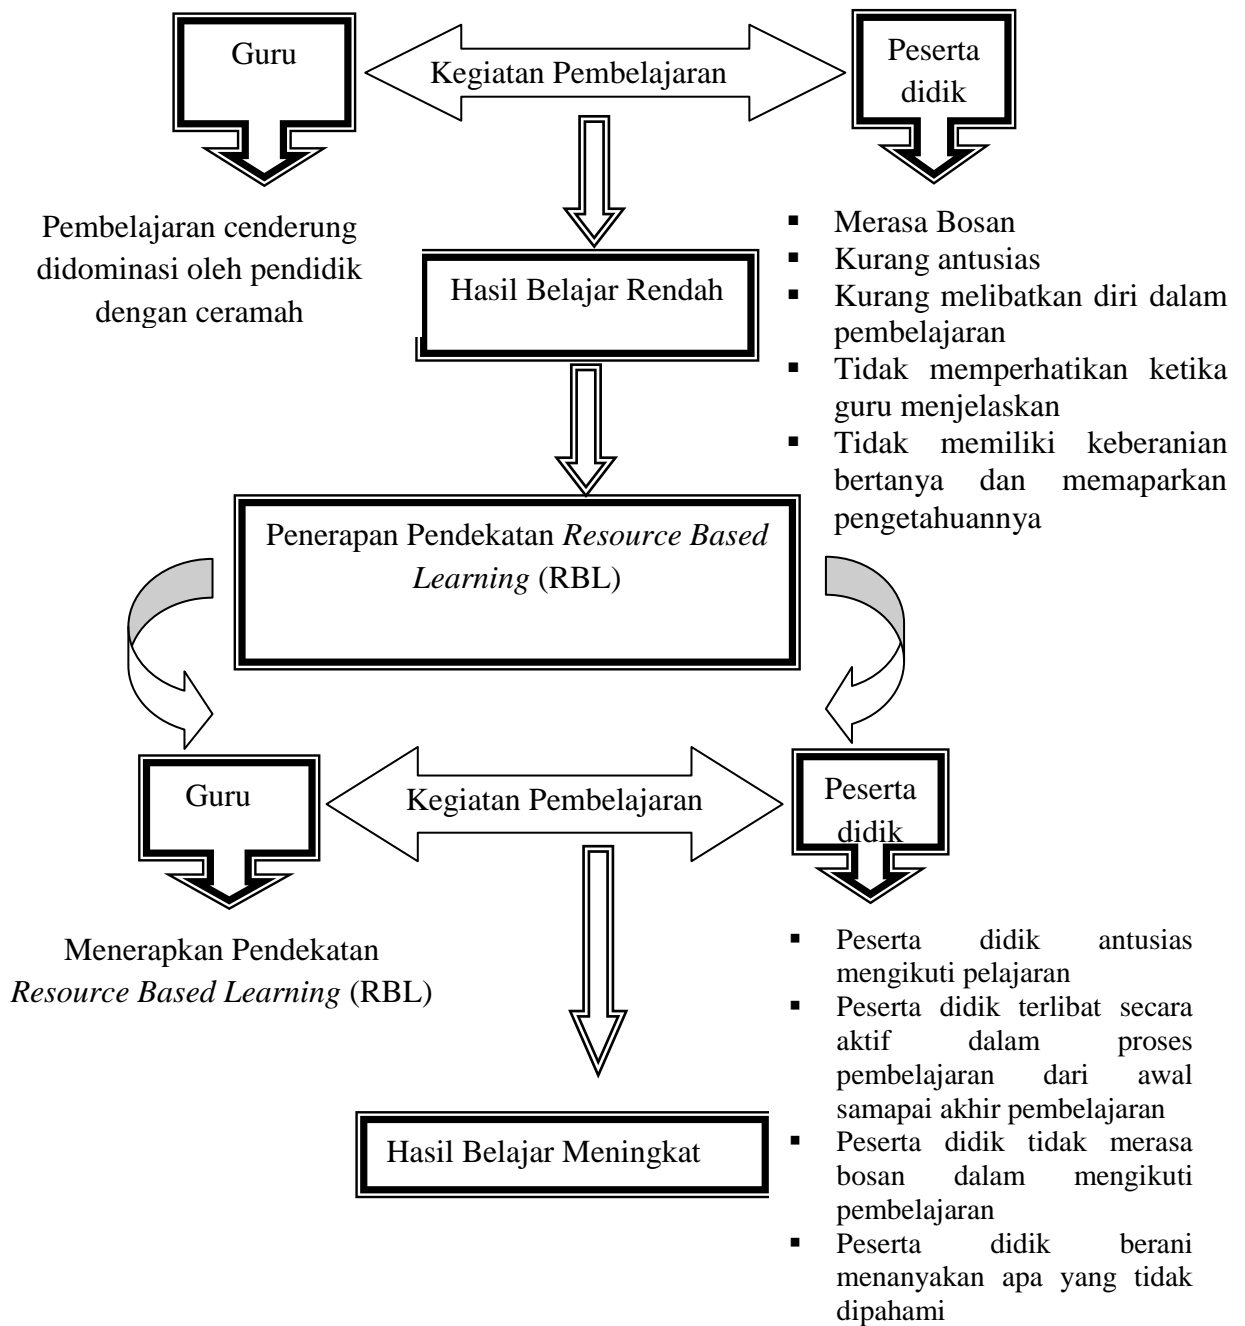 Guru
Kegiatan Pembelajaran
Peserta
didik
Pembelajaran cenderung
didominasi oleh pendidik
dengan ceramah
Hasil Belajar Rendah
▪ Merasa Bosan
▪ Kurang antusias
▪ Kurang melibatkan diri dalam
pembelajaran
▪ Tidak memperhatikan ketika
guru menjelaskan
▪ Tidak memiliki keberanian
bertanya dan memaparkan
pengetahuannya
Penerapan Pendekatan Resource Based
Learning (RBL)
Guru
Kegiatan Pembelajaran
Peserta
didik
Menerapkan Pendekatan
Resource Based Learning (RBL)
▪ Peserta didik antusias
mengikuti pelajaran
▪ Peserta didik terlibat secara
aktif dalam proses
pembelajaran dari awal
samapai akhir pembelajaran
▪ Peserta didik tidak merasa
bosan dalam mengikuti
pembelajaran
▪ Peserta didik berani
menanyakan apa yang tidak
dipahami
Hasil Belajar Meningkat